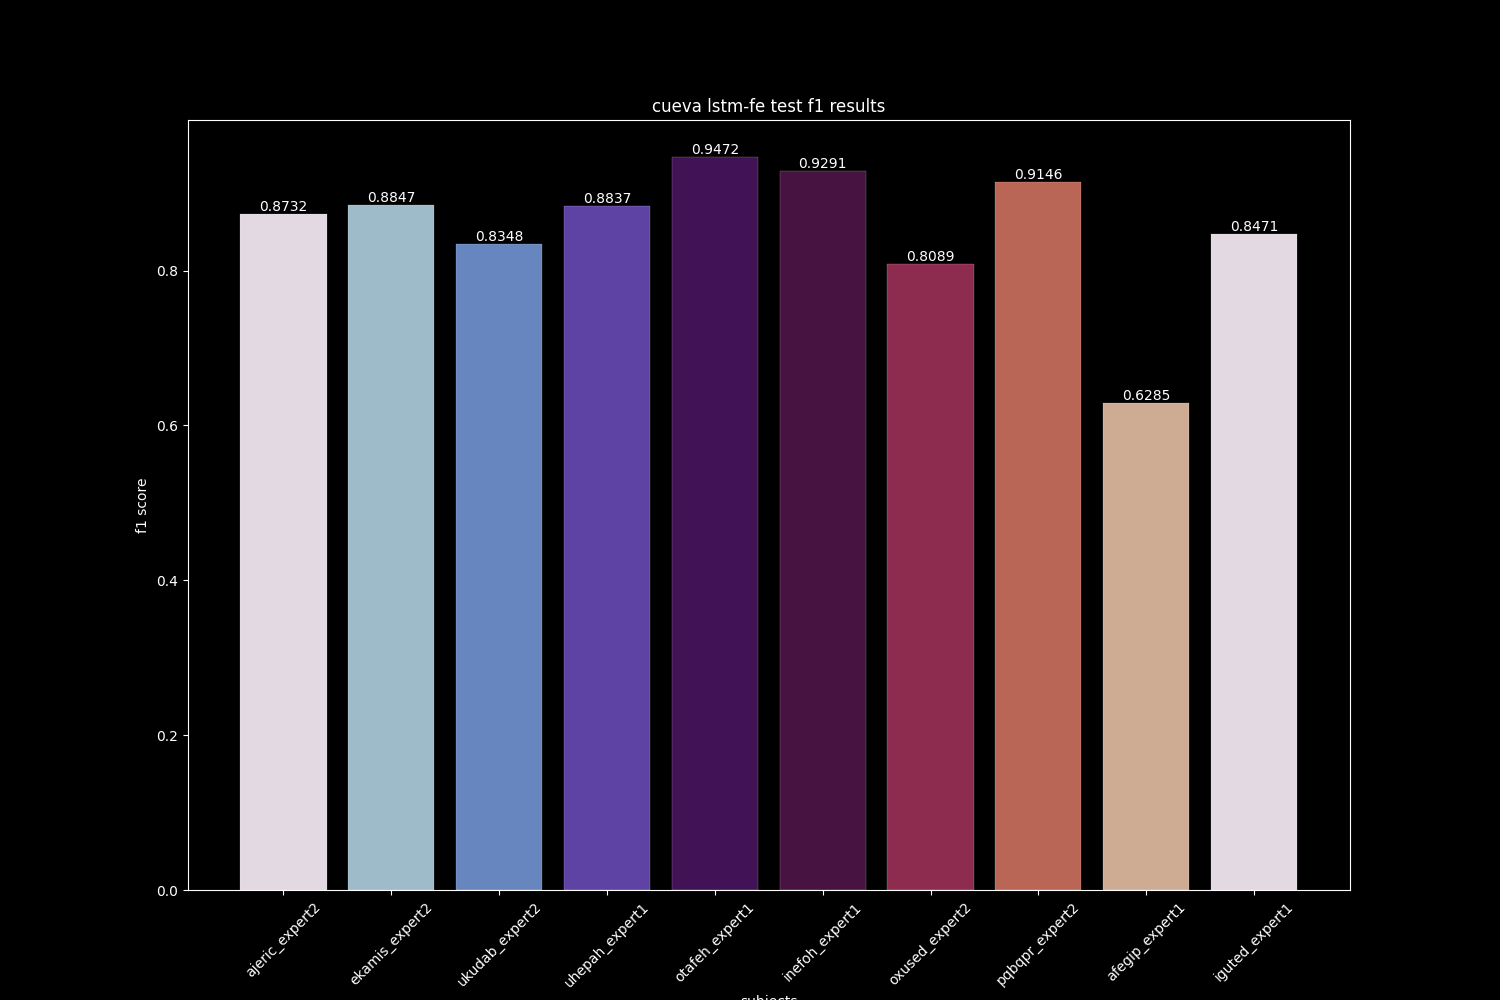 cueva lstm-fe test f1 results
0.9472
0.9291
0.9146
0.8732
0.8847
0.8837
0.8348
0.8471
0.8089
0.6285
f1 score
0.8
0.6
0.4
0.2
0.0
ajeric_expert2
ekamis_expert2
ukudab_expert2
uhepah_expert1
otafeh_expert1
inefoh_expert1
oxused_expert2
pqbqpr_expert2
afegip_expert1
iguted_expert1
subjects